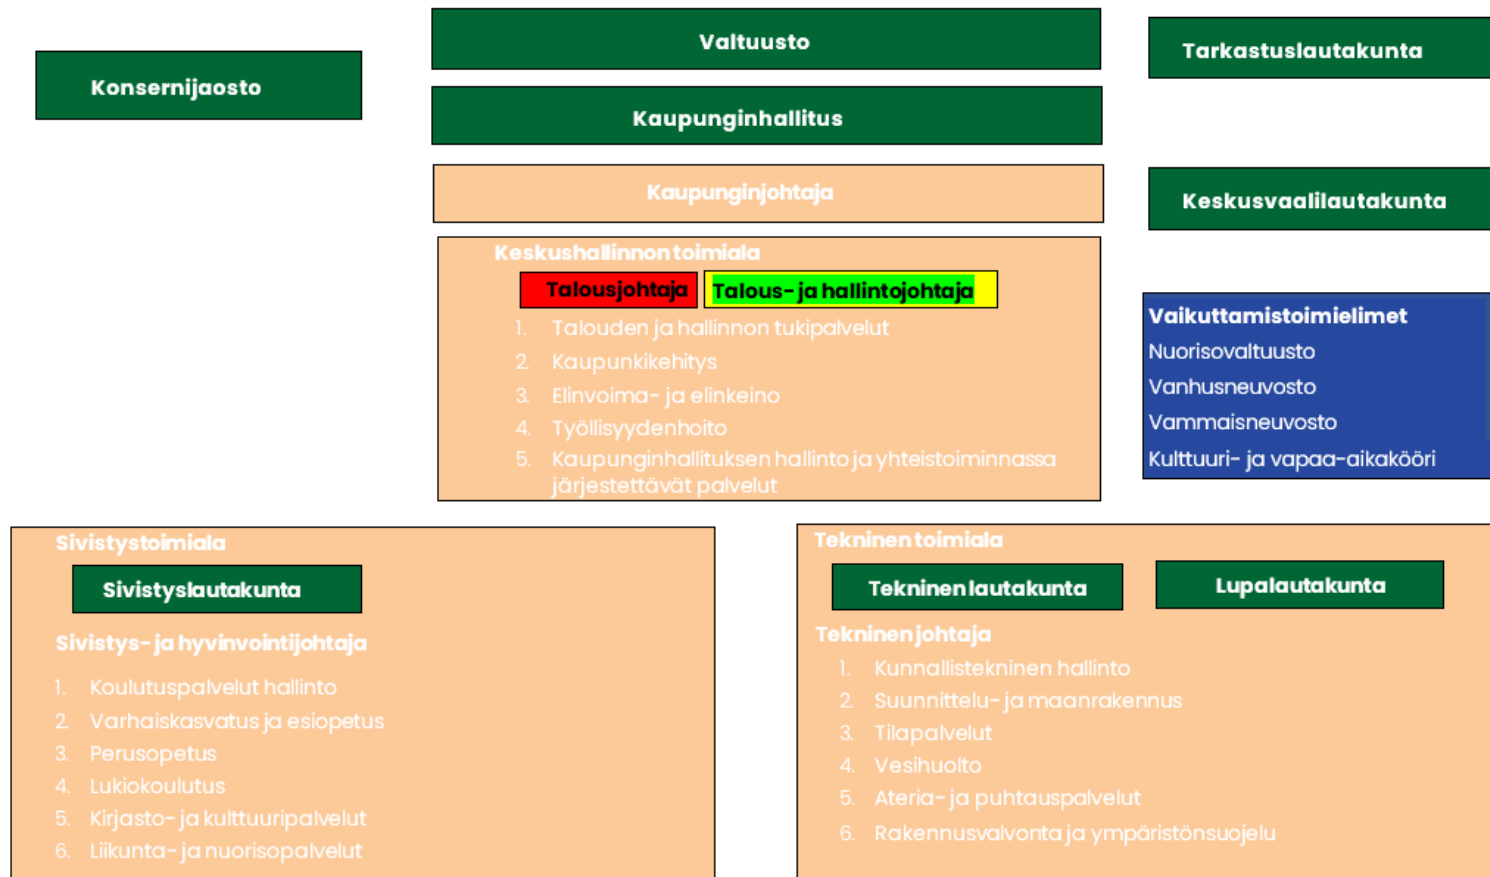 Konsernijaosto
Valtuusto
Kaupunginhallitus
Kaupunginjohtaja
Tarkastuslautakunta
Keskusvaalilautakunta
Keskushallinnon toimiala
Talousjohtaja
Talous- ja hallintojohtaja
1. Talouden ja hallinnon tukipalvelut
2. Kaupunkikehitys
3. Elinvoima- ja elinkeino
4. Työllisyydenhoito
5. Kaupunginhallituksen hallinto ja yhteistoiminnassa
järjestettävät palvelut
Vaikuttamistoimielimet
Nuorisovaltuusto
Vanhusneuvosto
Vammaisneuvosto
Kulttuuri- ja vapaa-aikakööri
Sivistystoimiala
Sivistyslautakunta
Sivistys- ja hyvinvointijohtaja
1. Koulutuspalvelut hallinto
2. Varhaiskasvatus ja esiopetus
3. Perusopetus
4. Lukiokoulutus
5. Kirjasto- ja kulttuuripalvelut
6. Liikunta- ja nuorisopalvelut
Tekninen toimiala
Tekninen lautakunta
Lupalautakunta
Tekninen johtaja
1. Kunnallistekninen hallinto
2. Suunnittelu- ja maanrakennus
3. Tilapalvelut
4. Vesihuolto
5. Ateria- ja puhtauspalvelut
6. Rakennusvalvonta ja ympäristönsuojelu